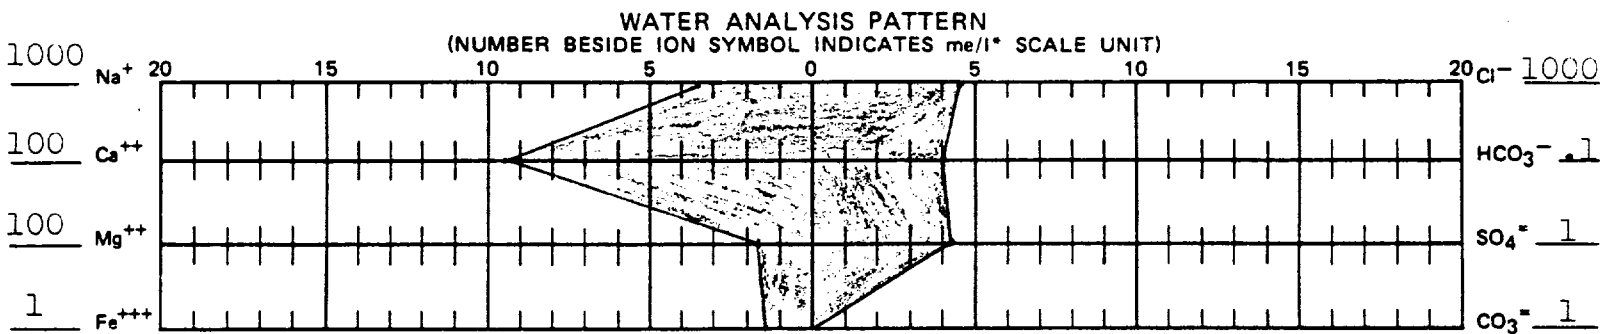 WATER ANALYSIS PATTERN
(NUMBER BESIDE ION SYMBOL INDICATES me/l* SCALE UNIT)
1000 Na+ 20 15 10 5 0 5 10 15 20 Cl− 1000
100 Ca++ HCO3− .1
100 Mg++ SO4= 1
1 Fe+++ CO3= 1